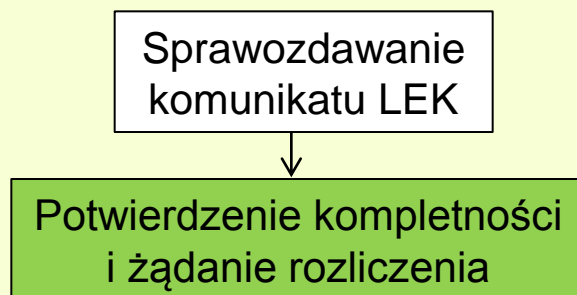 Sprawozdawanie
komunikatu LEK
Potwierdzenie kompletności
i żądanie rozliczenia